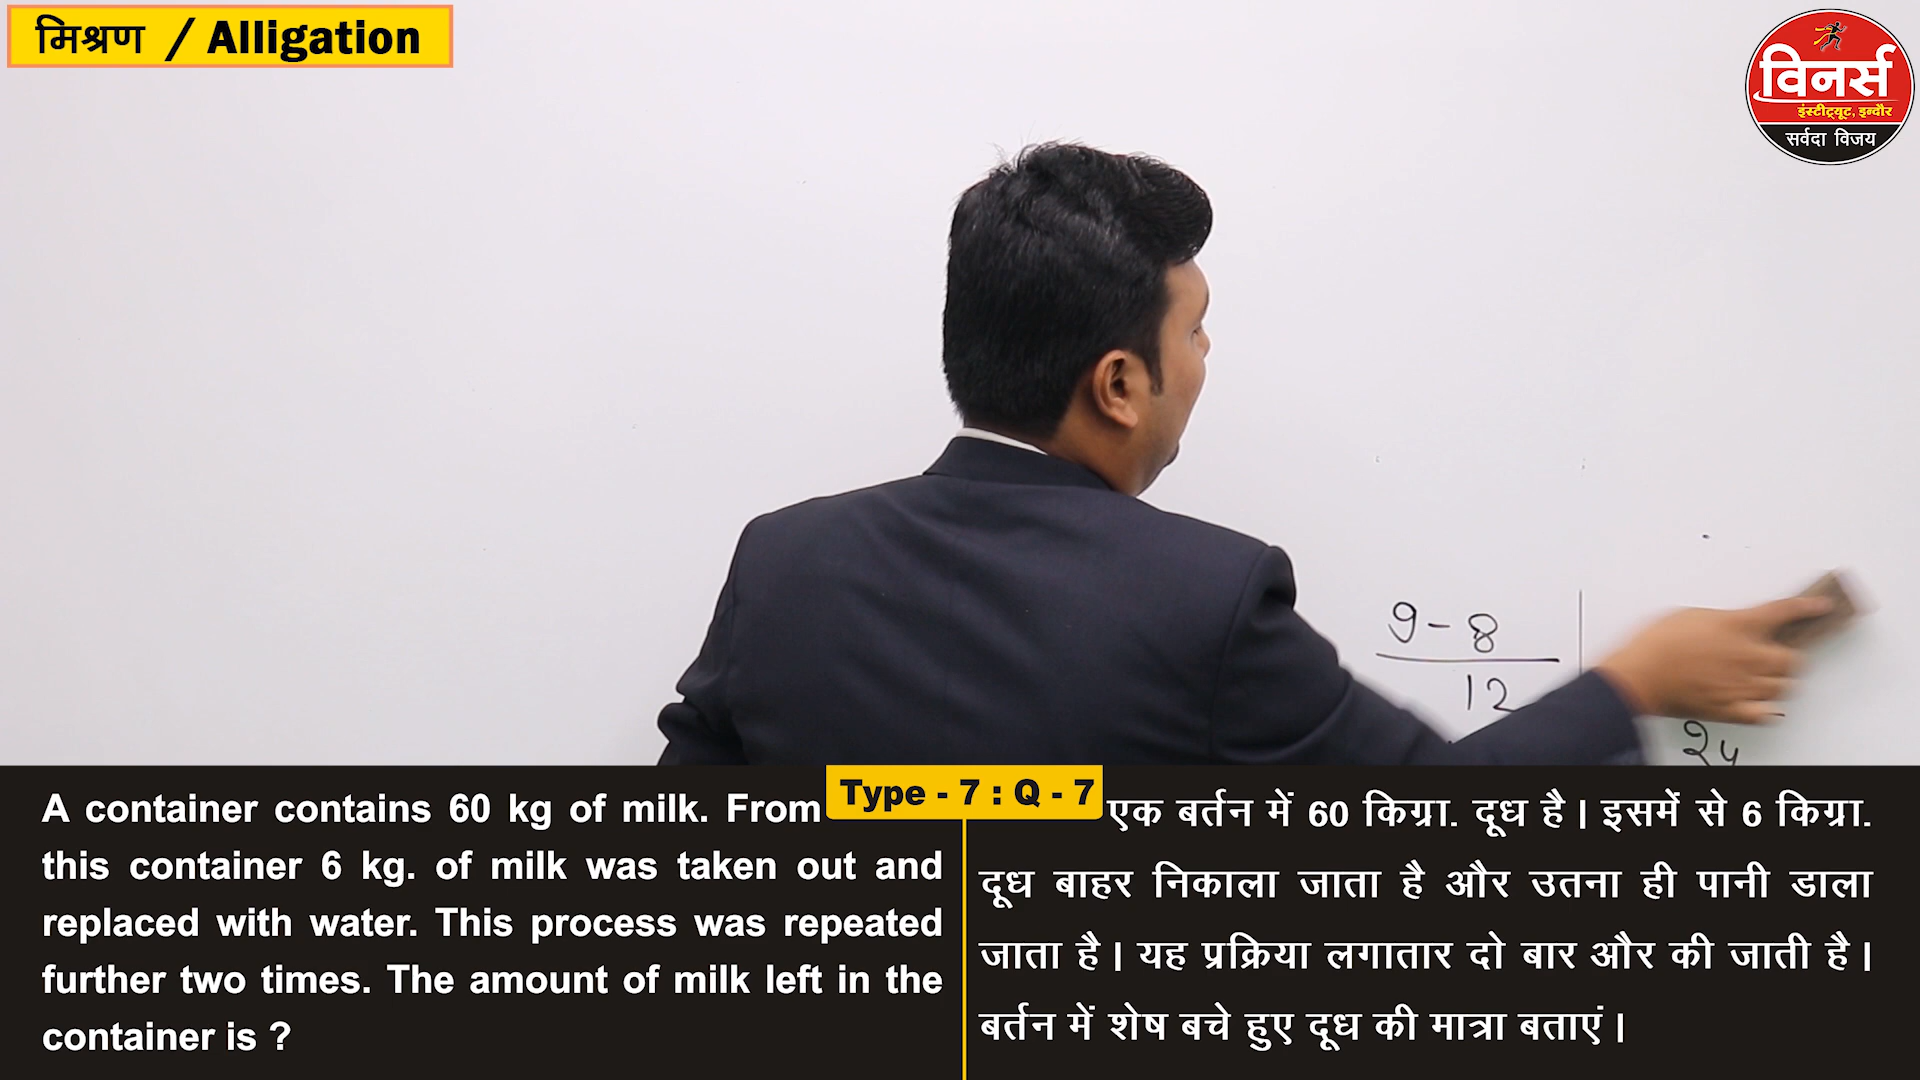 मिश्रण / Alligation
विनर्स
इंस्टीट्यूट, इन्दौर
सर्वदा विजय
9-8
12
24
Type - 7 : Q - 7
A container contains 60 kg of milk. From
this container 6 kg. of milk was taken out and
replaced with water. This process was repeated
further two times. The amount of milk left in the
container is ?
एक बर्तन में 60 किग्रा. दूध है। इसमें से 6 किग्रा.
दूध बाहर निकाला जाता है और उतना ही पानी डाला
जाता है। यह प्रक्रिया लगातार दो बार और की जाती है।
बर्तन में शेष बचे हुए दूध की मात्रा बताएं।